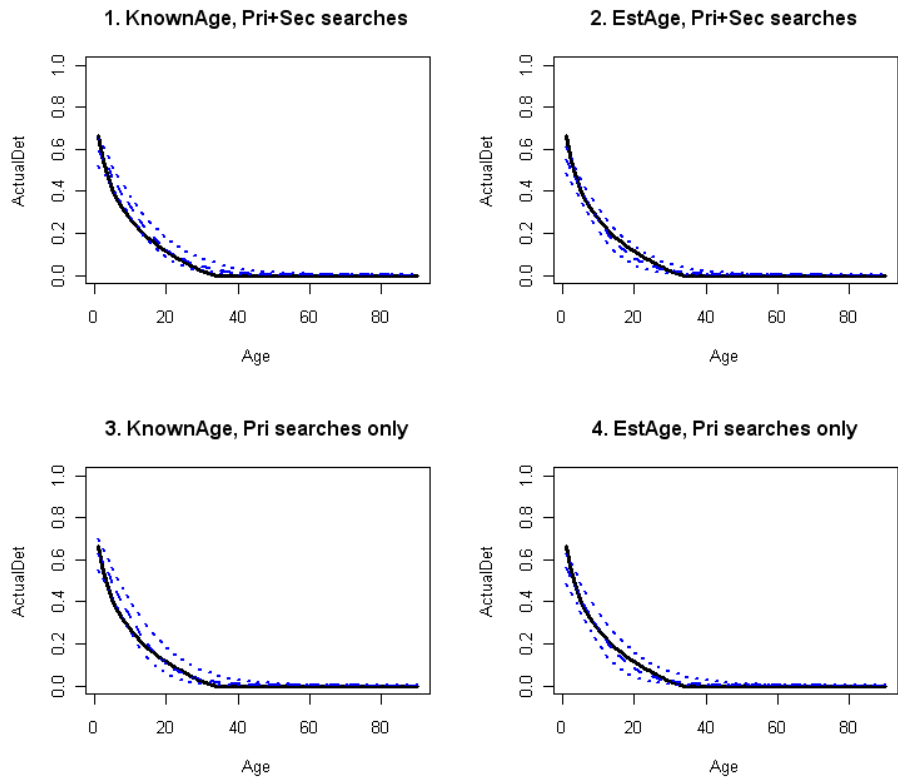 1. KnownAge, Pri+Sec searches
ActualDet
0.0 0.2 0.4 0.6 0.8 1.0
0 20 40 60 80
Age
2. EstAge, Pri+Sec searches
ActualDet
0.0 0.2 0.4 0.6 0.8 1.0
0 20 40 60 80
Age
3. KnownAge, Pri searches only
ActualDet
0.0 0.2 0.4 0.6 0.8 1.0
0 20 40 60 80
Age
4. EstAge, Pri searches only
ActualDet
0.0 0.2 0.4 0.6 0.8 1.0
0 20 40 60 80
Age